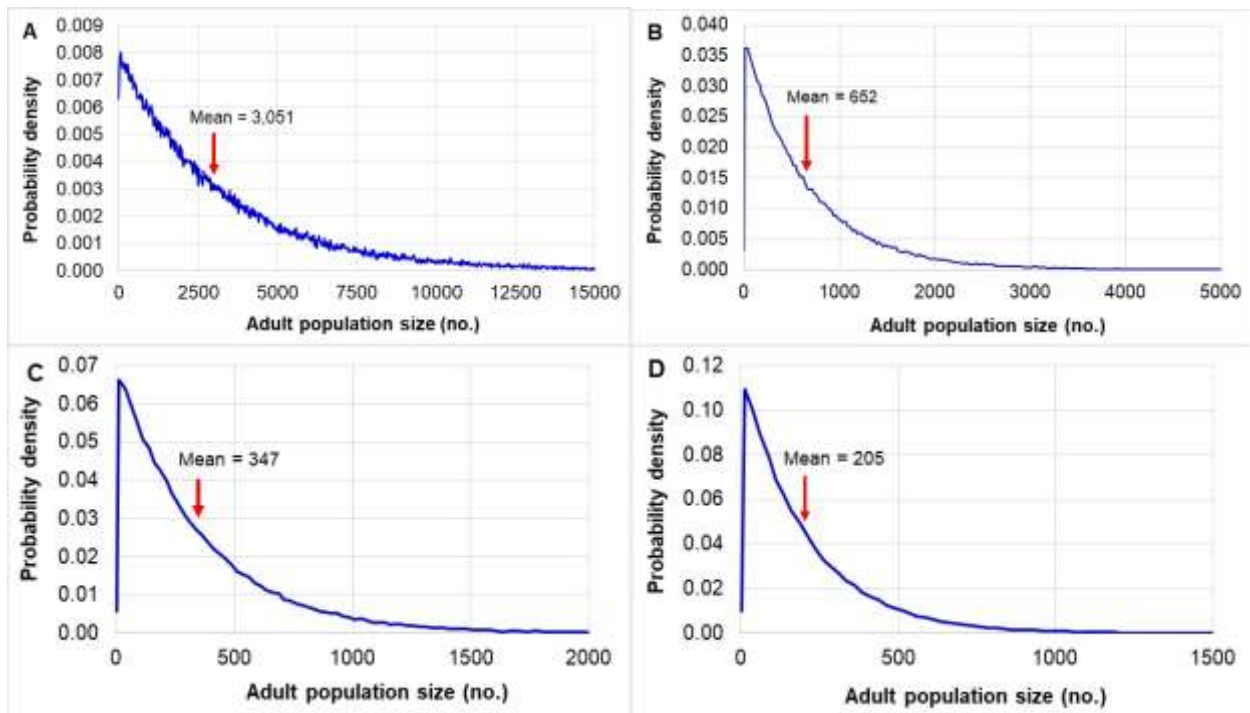 A
Probability density
0.009
0.008
0.007
0.006
0.005
0.004
0.003
0.002
0.001
0.000
Mean = 3,051
0 2500 5000 7500 10000 12500 15000
Adult population size (no.)
B
Probability density
0.040
0.035
0.030
0.025
0.020
0.015
0.010
0.005
0.000
Mean = 652
0 1000 2000 3000 4000 5000
Adult population size (no.)
C
Probability density
0.07
0.06
0.05
0.04
0.03
0.02
0.01
0.00
Mean = 347
0 500 1000 1500 2000
Adult population size (no.)
D
Probability density
0.12
0.10
0.08
0.06
0.04
0.02
0.00
Mean = 205
0 500 1000 1500
Adult population size (no.)